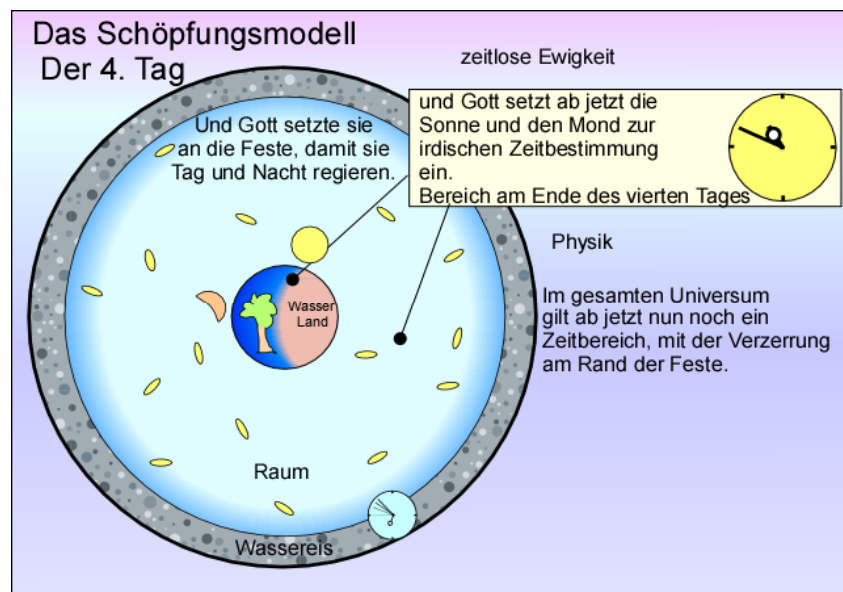 Das Schöpfungsmodell
Der 4. Tag
zeitlose Ewigkeit
und Gott setzt ab jetzt die
Sonne und den Mond zur
irdischen Zeitbestimmung
ein.
Bereich am Ende des vierten Tages
Und Gott setzte sie
an die Feste, damit sie
Tag und Nacht regieren.
Physik
Im gesamten Universum
gilt ab jetzt nun noch ein
Zeitbereich, mit der Verzerrung
am Rand der Feste.
Wasser
Land
Raum
Wassereis